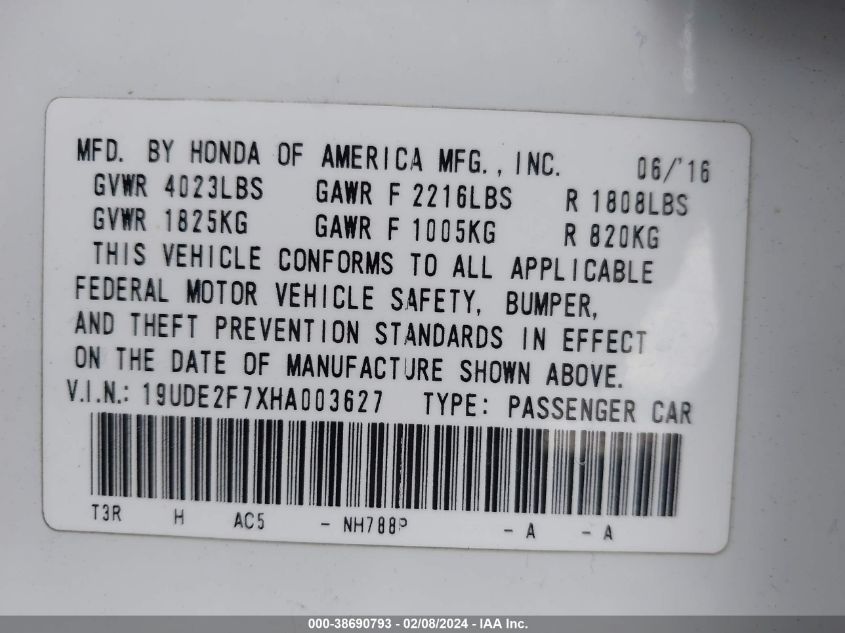 MFD. BY HONDA OF AMERICA MFG., INC. 06/'16
GVWR 4023LBS GAWR F 2216LBS R 1808LBS
GVWR 1825KG GAWR F 1005KG R 820KG
THIS VEHICLE CONFORMS TO ALL APPLICABLE
FEDERAL MOTOR VEHICLE SAFETY, BUMPER,
AND THEFT PREVENTION STANDARDS IN EFFECT
ON THE DATE OF MANUFACTURE SHOWN ABOVE.
V.I.N.: 19UDE2F7XHA003627 TYPE: PASSENGER CAR
T3R H AC5 - NH788P - A - A
000-38690793 - 02/08/2024 - IAA Inc.